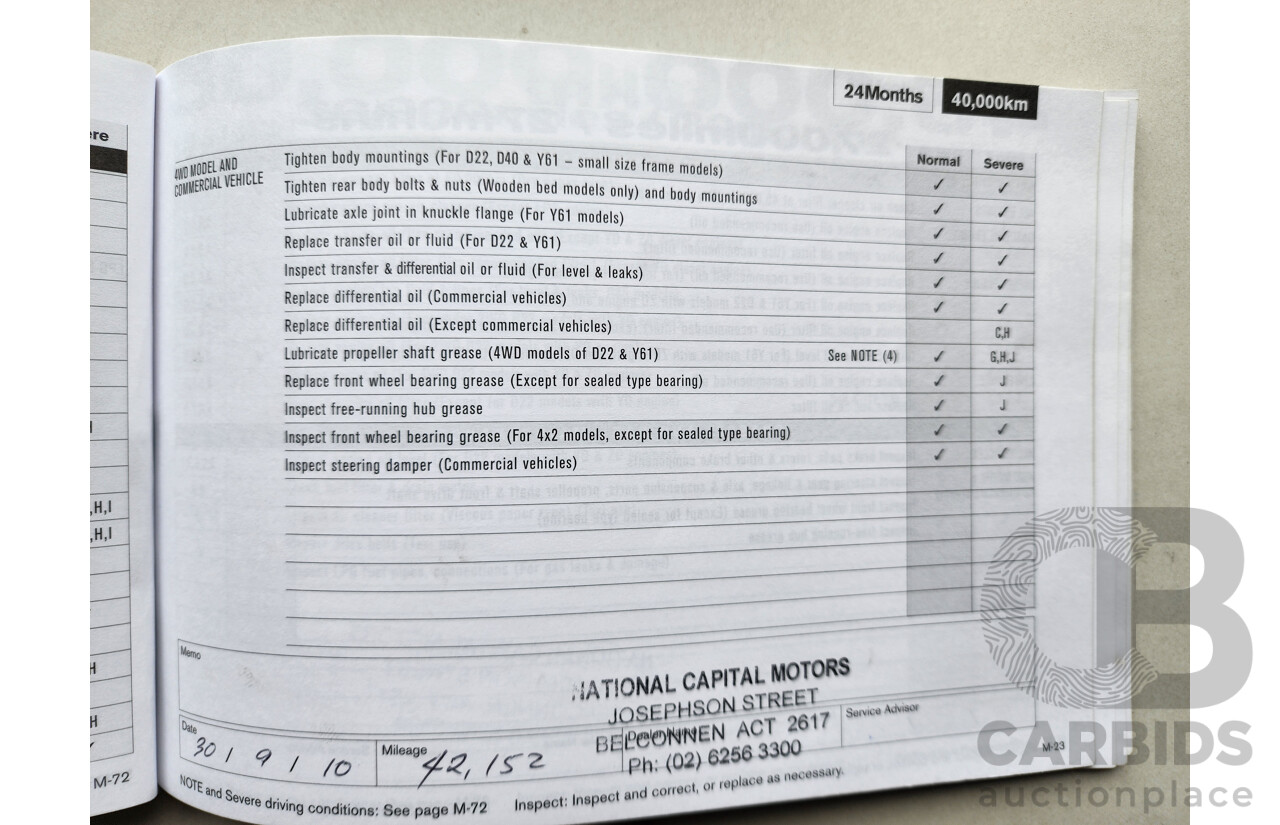 ere
24Months 40,000km
Normal Severe
4WD MODEL AND
COMMERCIAL VEHICLE
Tighten body mountings (For D22, D40 & Y61 – small size frame models) ✓ ✓
Tighten rear body bolts & nuts (Wooden bed models only) and body mountings ✓ ✓
Lubricate axle joint in knuckle flange (For Y61 models) ✓ ✓
Replace transfer oil or fluid (For D22 & Y61) ✓ ✓
Inspect transfer & differential oil or fluid (For level & leaks) ✓ ✓
Replace differential oil (Commercial vehicles) ✓ ✓
Replace differential oil (Except commercial vehicles) C,H
Lubricate propeller shaft grease (4WD models of D22 & Y61) See NOTE (4) ✓ G,H,J
Replace front wheel bearing grease (Except for sealed type bearing) ✓ J
Inspect free-running hub grease ✓ J
Inspect front wheel bearing grease (For 4x2 models, except for sealed type bearing) ✓ ✓
Inspect steering damper (Commercial vehicles) ✓ ✓
,H,I
,H,I
H
H
M-72
Memo
NATIONAL CAPITAL MOTORS
JOSEPHSON STREET
BELCONNEN ACT 2617
Ph: (02) 6256 3300
Date
30 / 9 / 10
Mileage
42,152
Service Advisor
M-23
NOTE and Severe driving conditions: See page M-72 Inspect: Inspect and correct, or replace as necessary.
CB
CARBIDS
auctionplace